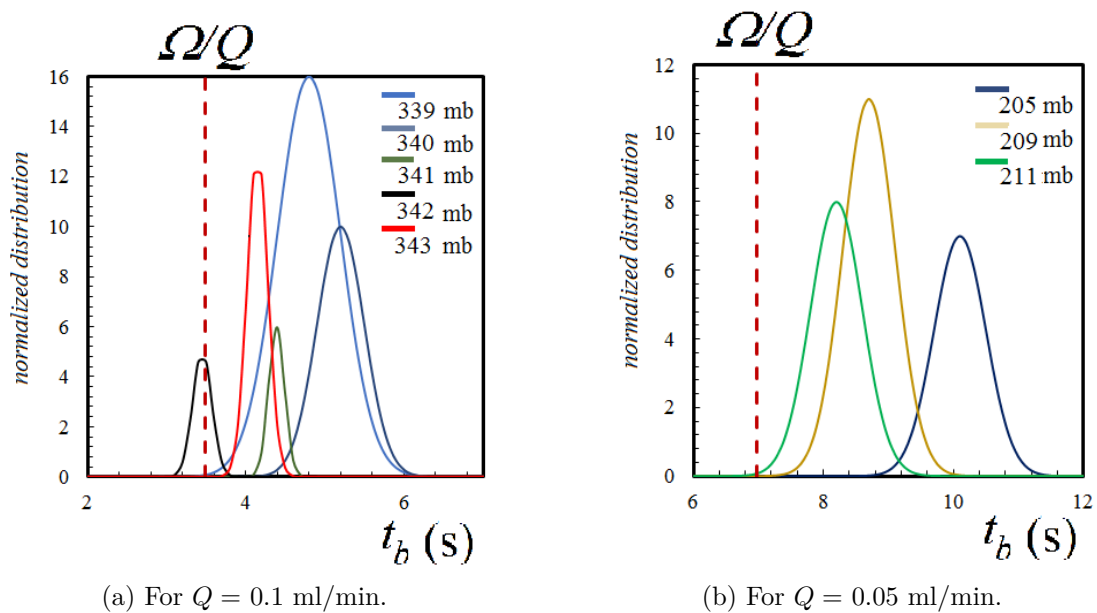 Ω/Q
16
14
12
10
8
6
4
2
0
2
4
6
normalized distribution
339 mb
340 mb
341 mb
342 mb
343 mb
t_b (s)
(a) For Q = 0.1 ml/min.
Ω/Q
12
10
8
6
4
2
0
6
8
10
12
normalized distribution
205 mb
209 mb
211 mb
t_b (s)
(b) For Q = 0.05 ml/min.